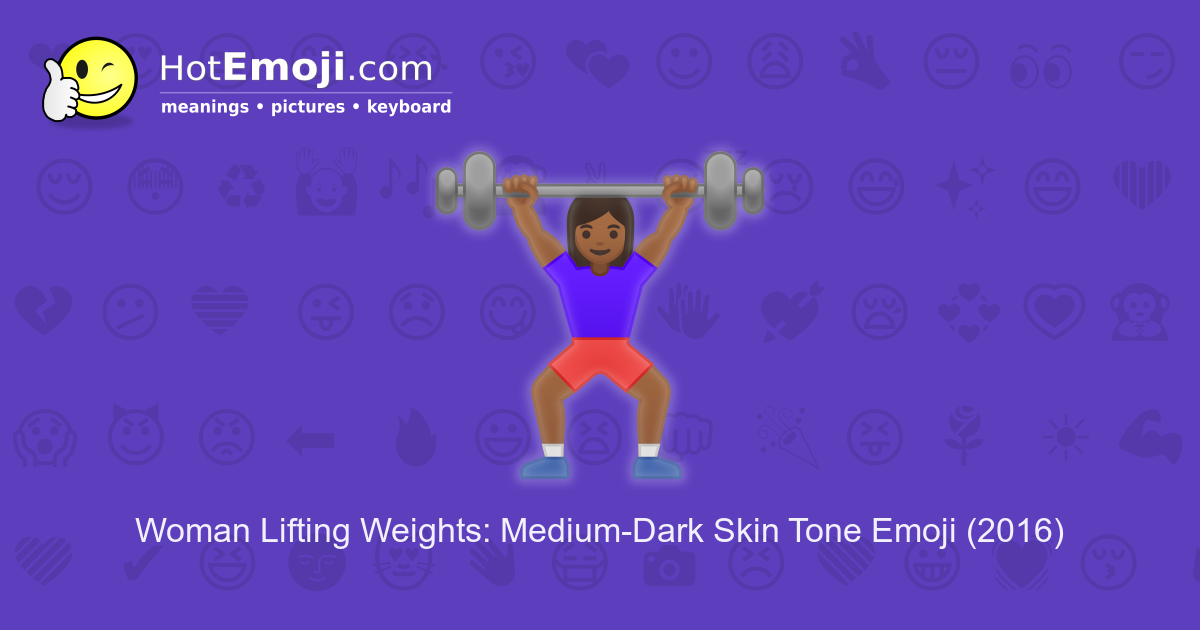 HotEmoji.com
meanings • pictures • keyboard
Woman Lifting Weights: Medium-Dark Skin Tone Emoji (2016)